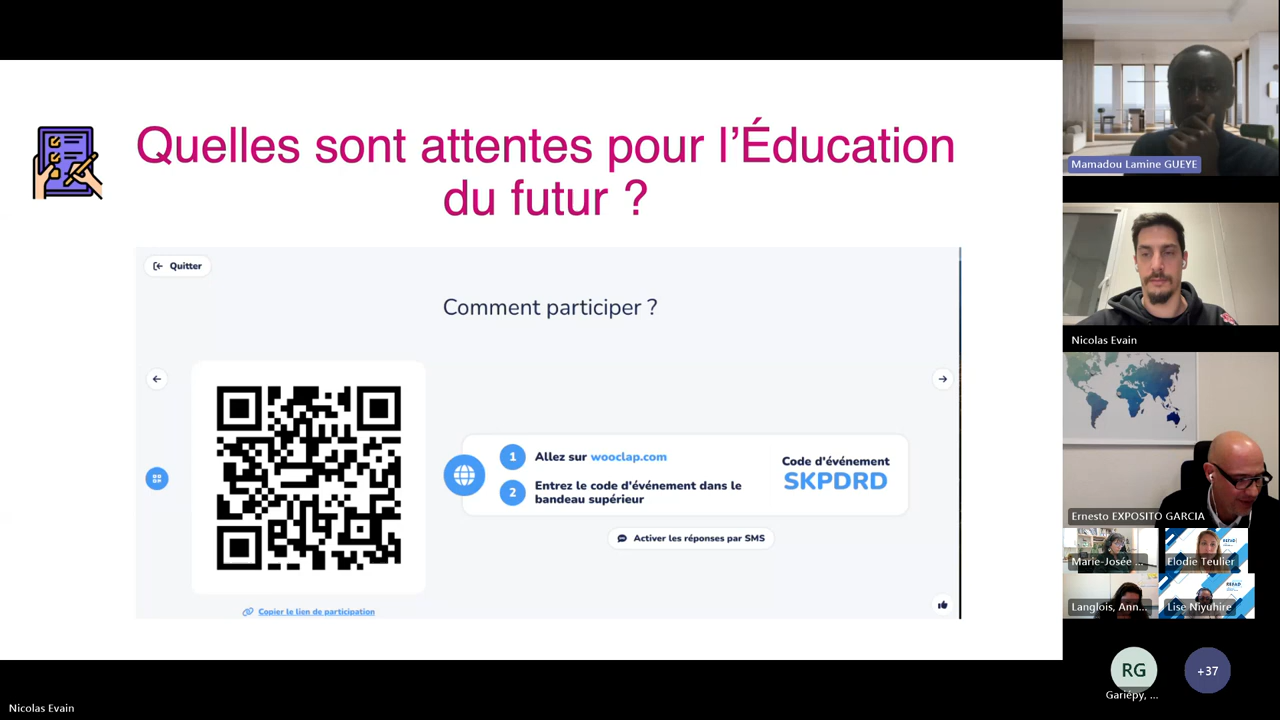 Quelles sont attentes pour l’Éducation
du futur ?
Quitter
Comment participer ?
1 Allez sur wooclap.com
2 Entrez le code d'événement dans le
bandeau supérieur
Code d'événement
SKPDRD
Activer les réponses par SMS
Copier le lien de participation
Mamadou Lamine GUEYE
Nicolas Evain
Ernesto EXPOSITO GARCIA
Marie-Josée ...
Elodie Teulier
Langlois, Ann...
Lise Niyuhire
RG
+37
Gariépy, ...
Nicolas Evain